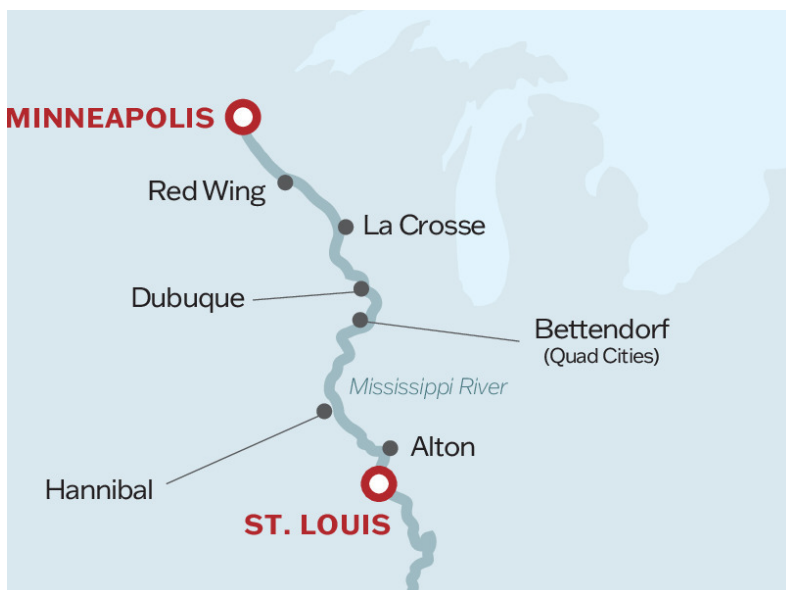 MINNEAPOLIS
Red Wing
La Crosse
Dubuque
Bettendorf
(Quad Cities)
Mississippi River
Hannibal
Alton
ST. LOUIS